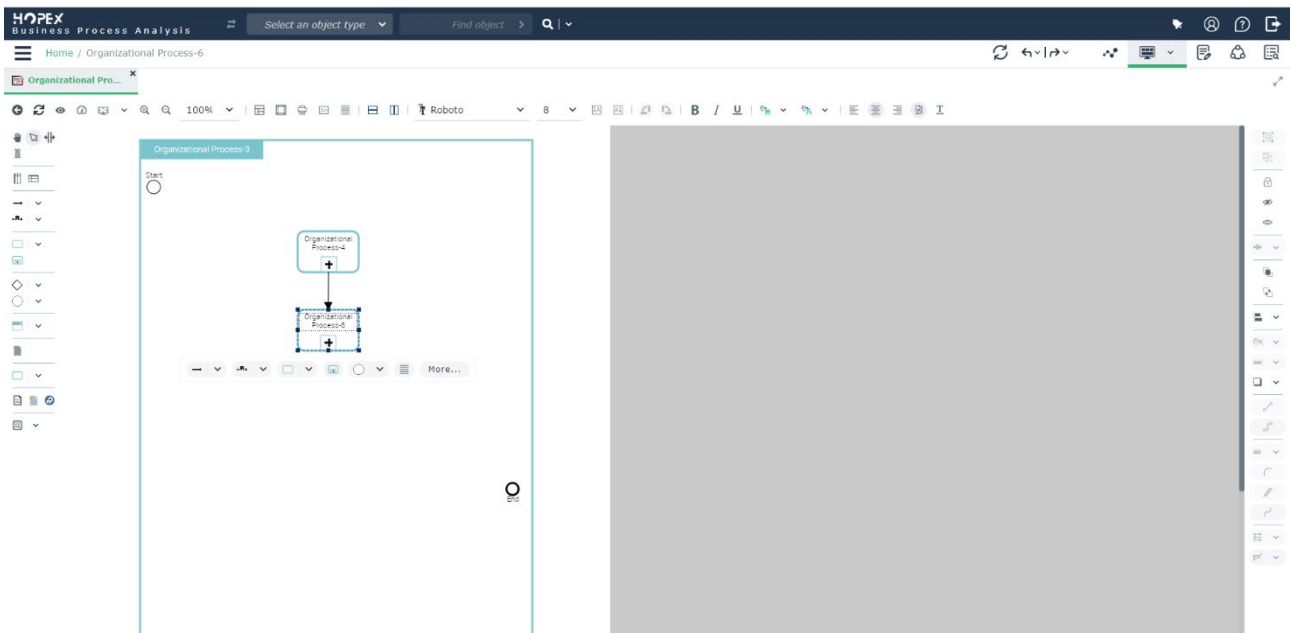 HOPEX
Business Process Analysis
Select an object type
Find object
Home / Organizational Process-6
Organizational Pro...
100%
Roboto
8
B I U
Organizational Process-3
Start
Organizational
Process-4
Organizational
Process-6
More...
End